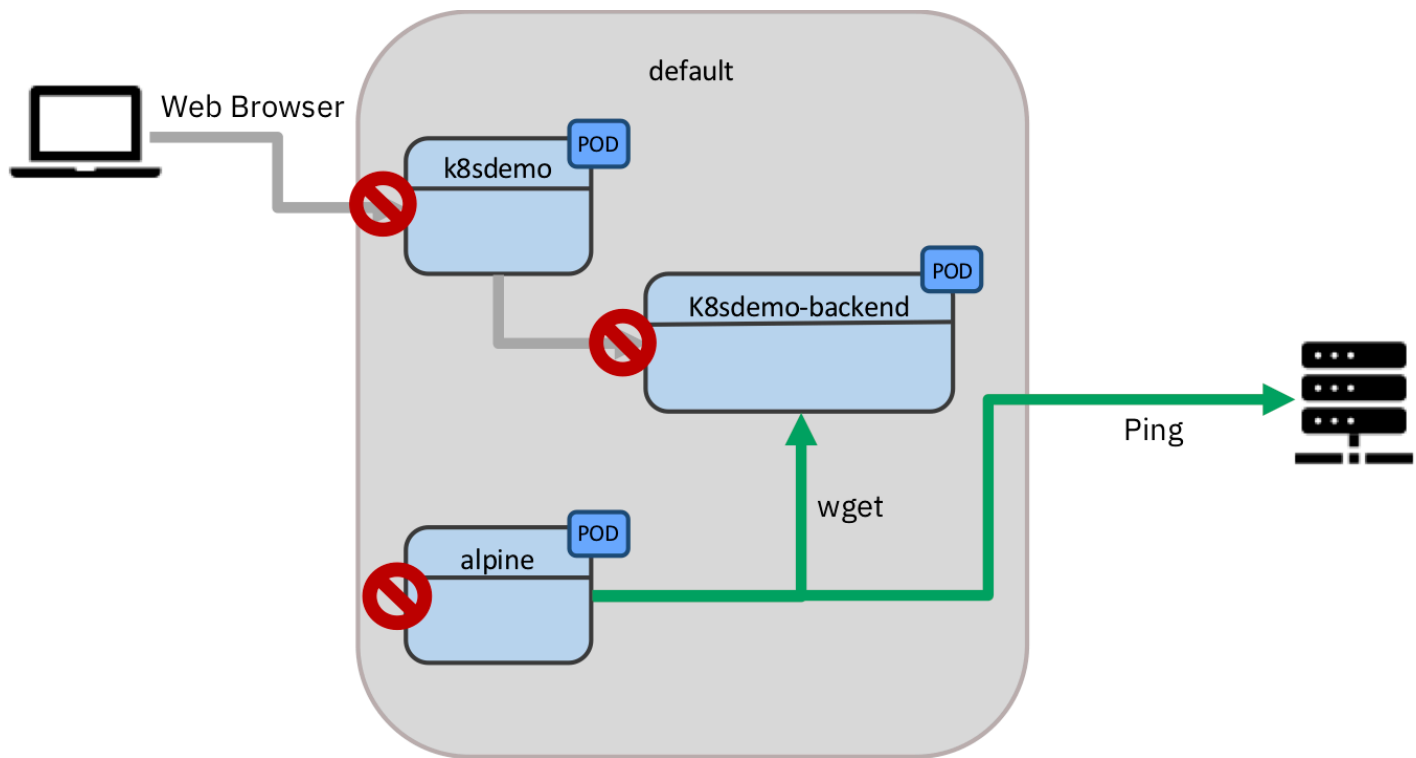 default
Web Browser
POD
k8sdemo
POD
K8sdemo-backend
Ping
wget
POD
alpine